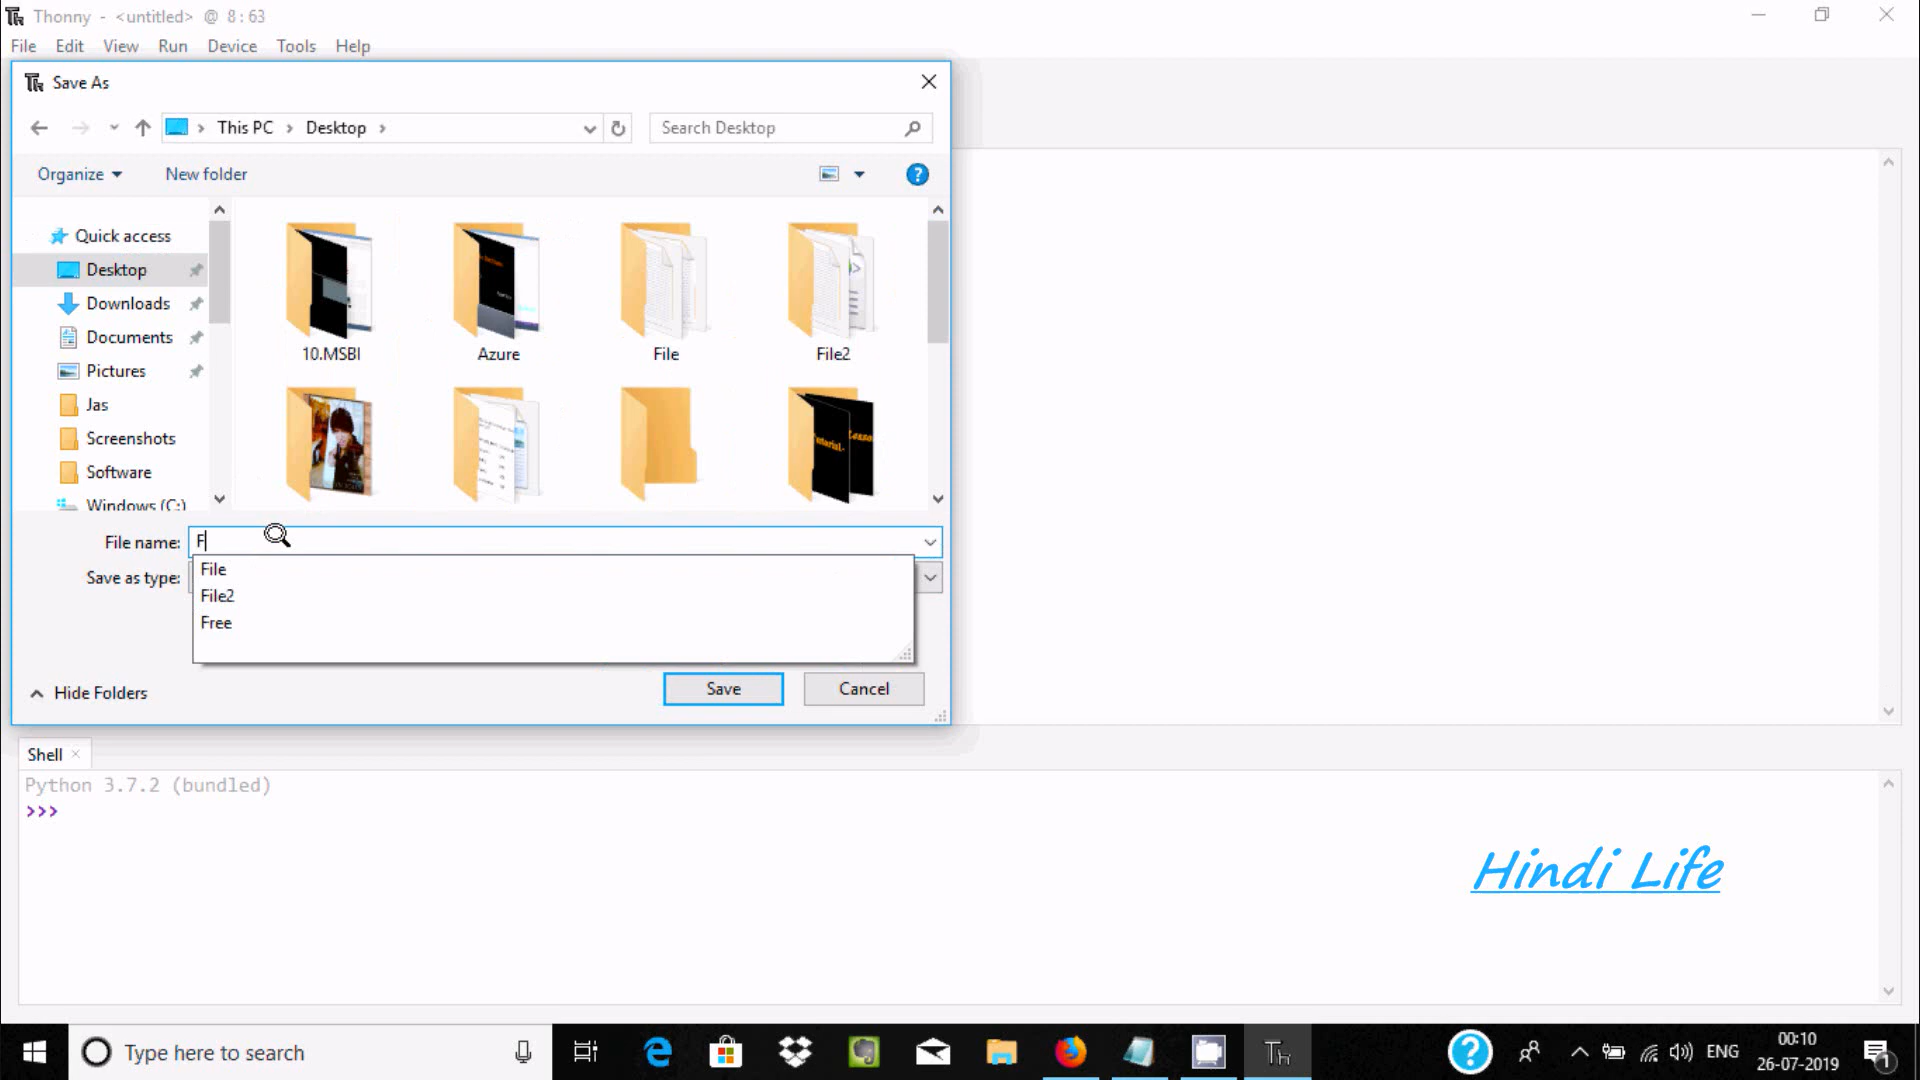 Thonny - <untitled> @ 8:63
File Edit View Run Device Tools Help
Save As
This PC Desktop
Search Desktop
Organize New folder
Quick access
Desktop
Downloads
Documents
Pictures
Jas
Screenshots
Software
Windows (C:)
10.MSBI Azure File File2
File name: F
Save as type:
File
File2
Free
Hide Folders
Save Cancel
Shell
Python 3.7.2 (bundled)
>>>
Hindi Life
Type here to search
ENG
00:10
26-07-2019
1